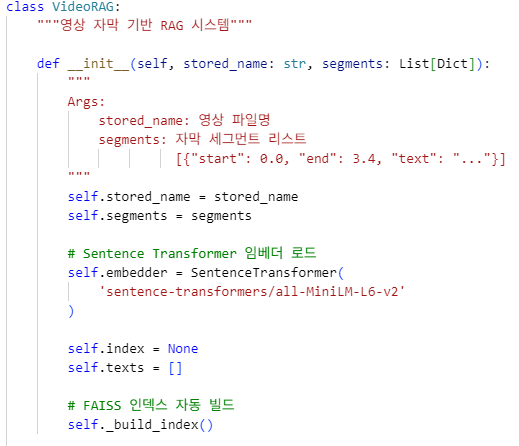 class VideoRAG:
    """영상 자막 기반 RAG 시스템"""

    def __init__(self, stored_name: str, segments: List[Dict]):
        """
        Args:
            stored_name: 영상 파일명
            segments: 자막 세그먼트 리스트
                    [{"start": 0.0, "end": 3.4, "text": "..."}]
        """
        self.stored_name = stored_name
        self.segments = segments

        # Sentence Transformer 임베더 로드
        self.embedder = SentenceTransformer(
            'sentence-transformers/all-MiniLM-L6-v2'
        )

        self.index = None
        self.texts = []

        # FAISS 인덱스 자동 빌드
        self._build_index()